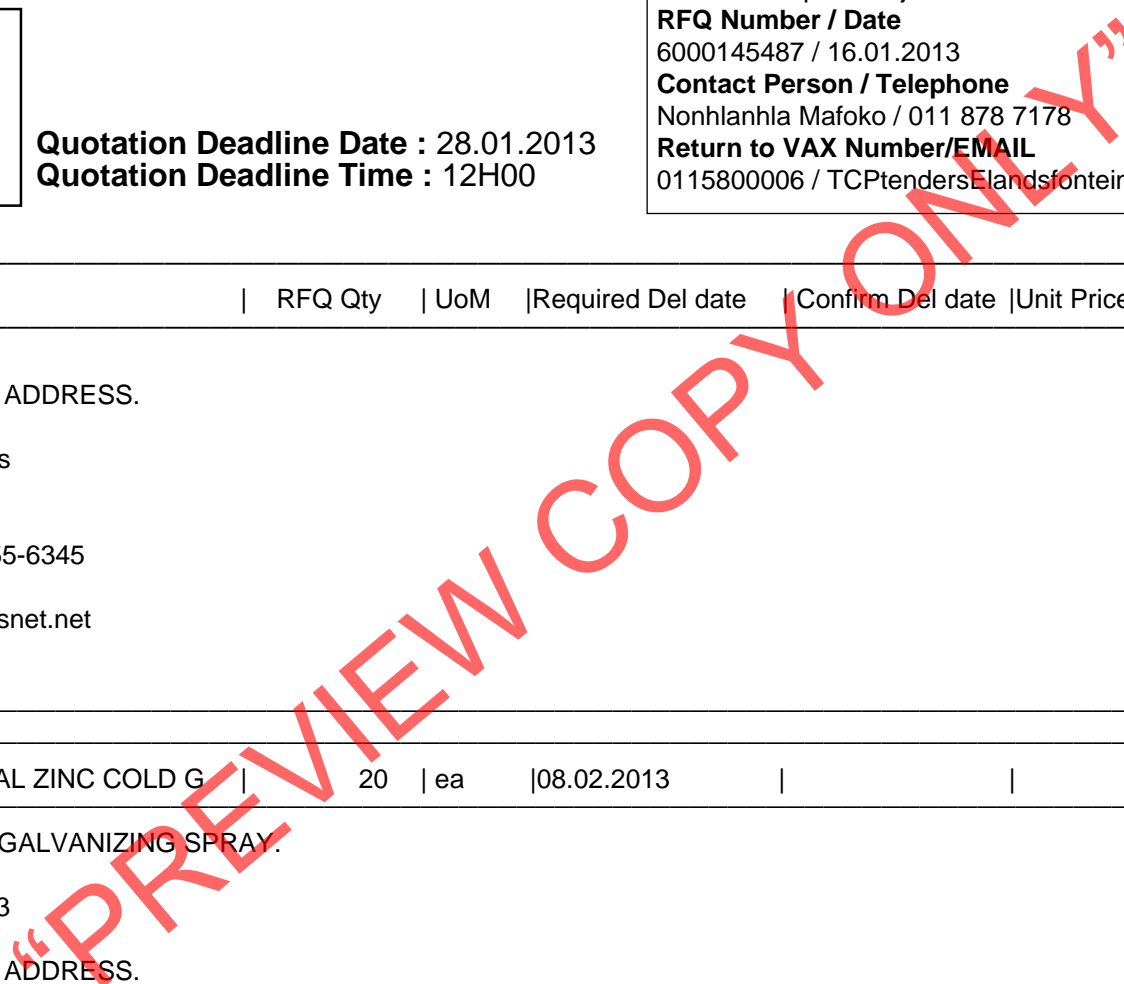 RFQ Number / Date
6000145487 / 16.01.2013
Contact Person / Telephone
Nonhlanhla Mafoko / 011 878 7178
Return to VAX Number/EMAIL
0115800006 / TCPtendersElandsfontein
Quotation Deadline Date : 28.01.2013
Quotation Deadline Time : 12H00
| RFQ Qty | UoM |Required Del date | Confirm Del date |Unit Price
ADDRESS.
s
5-6345
snet.net
AL ZINC COLD G | 20 | ea |08.02.2013 | |
GALVANIZING SPRAY.
3
ADDRESS.
“PREVIEW COPY ONLY”